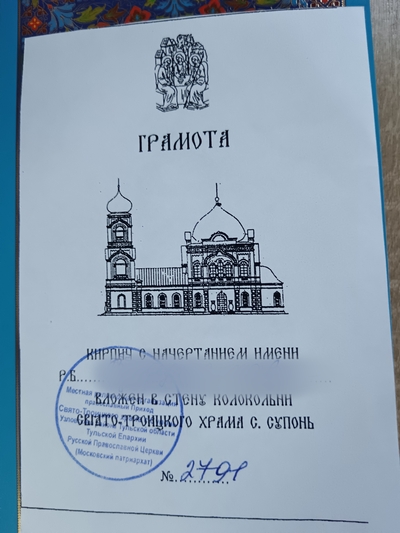 ГРАМОТА
КИРПИЧ С НАЧЕРТАНИЕМ ИМЕНИ
Р.Б.
ВЛОЖЕН В СТЕНУ КОЛОКОЛЬНИ
СВЯТО-ТРОИЦКОГО ХРАМА С. СУПОНЬ
Местная
православный Приход
Свято-Троицкого
Тульской области
Тульской Епархии
Русской Православной Церкви
(Московский патриархат)
№ 2791